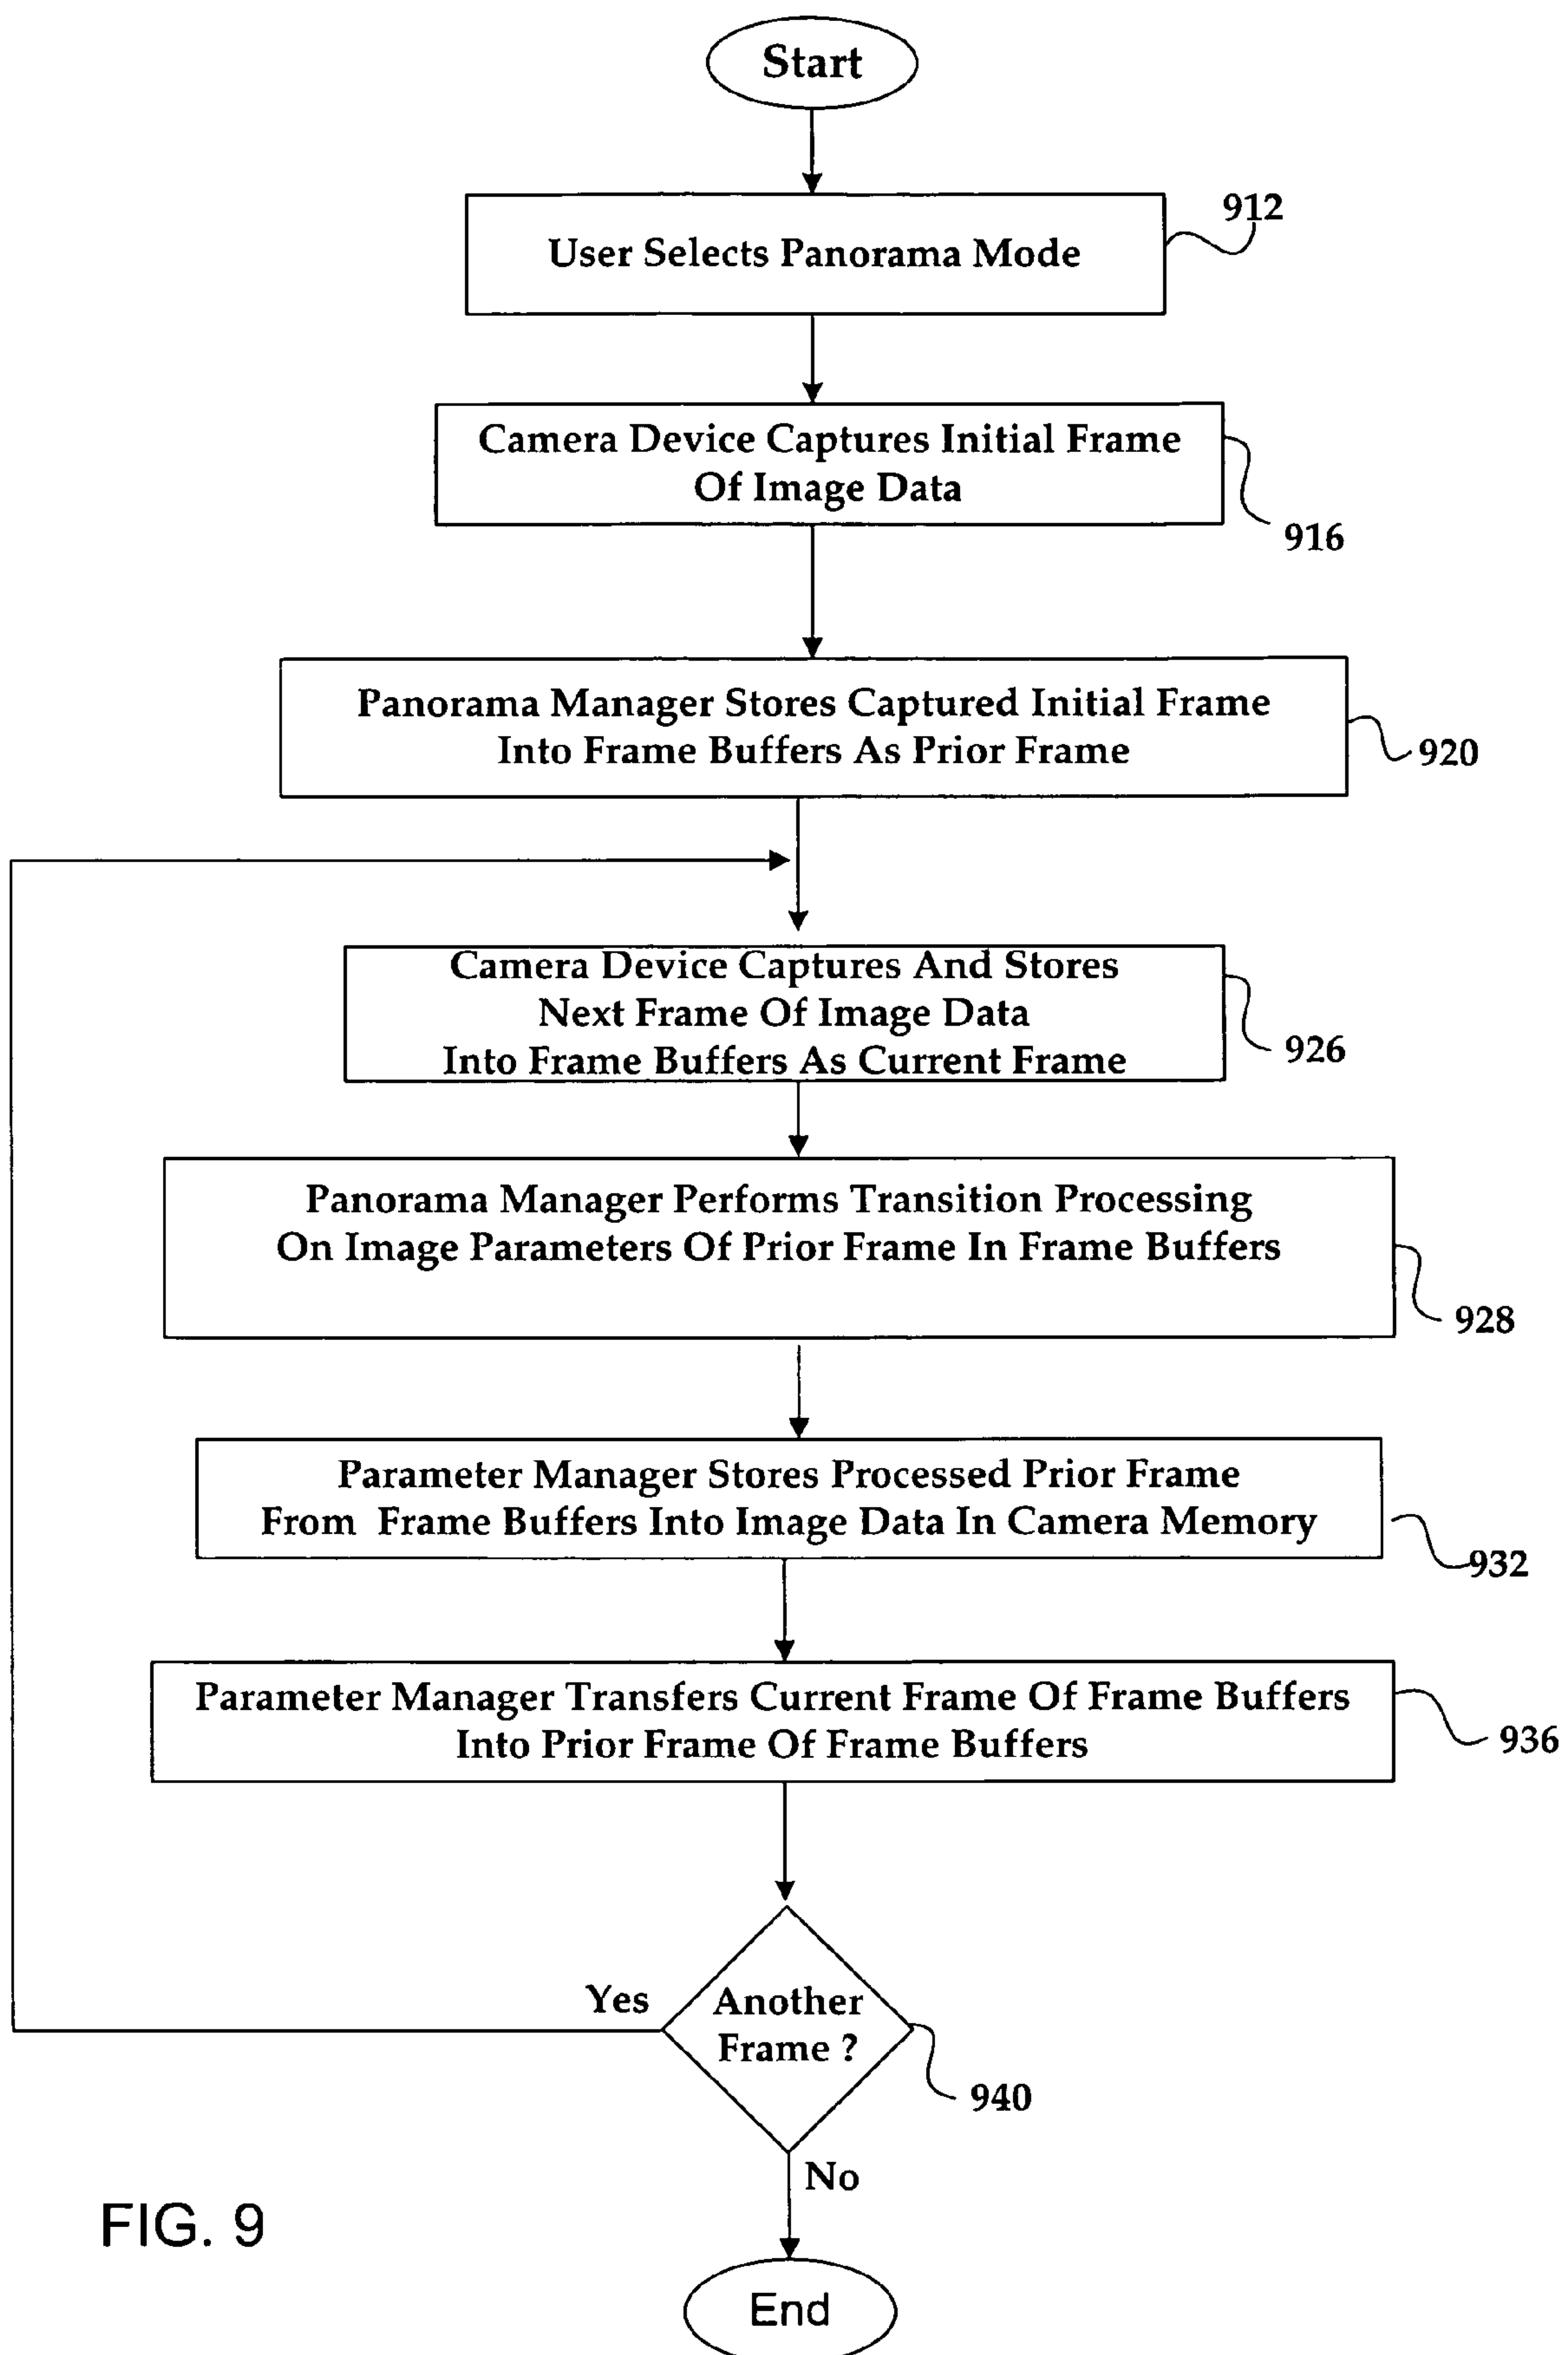 Start
User Selects Panorama Mode
912
Camera Device Captures Initial Frame
Of Image Data
916
Panorama Manager Stores Captured Initial Frame
Into Frame Buffers As Prior Frame
920
Camera Device Captures And Stores
Next Frame Of Image Data
Into Frame Buffers As Current Frame
926
Panorama Manager Performs Transition Processing
On Image Parameters Of Prior Frame In Frame Buffers
928
Parameter Manager Stores Processed Prior Frame
From Frame Buffers Into Image Data In Camera Memory
932
Parameter Manager Transfers Current Frame Of Frame Buffers
Into Prior Frame Of Frame Buffers
936
Yes
Another
Frame ?
940
No
FIG. 9
End